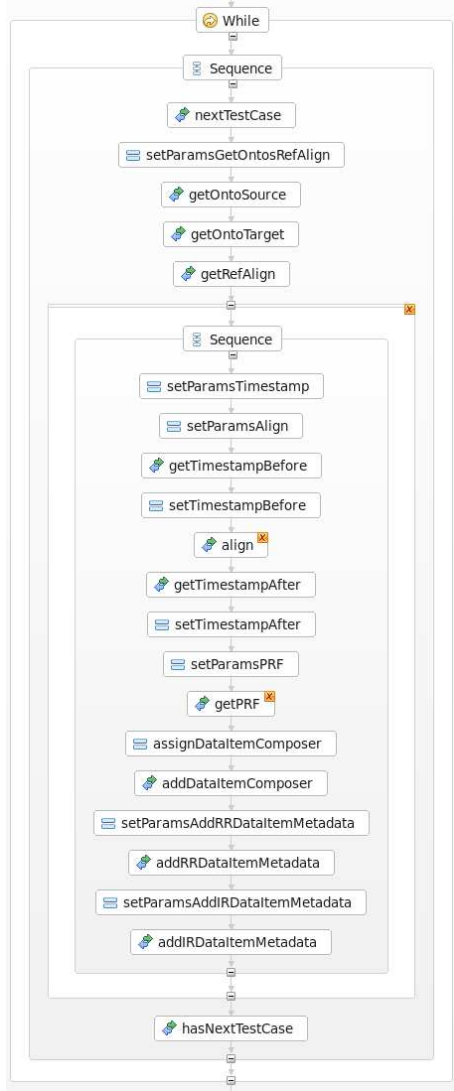 While
Sequence
nextTestCase
setParamsGetOntosRefAlign
getOntoSource
getOntoTarget
getRefAlign
Sequence
setParamsTimestamp
setParamsAlign
getTimestampBefore
setTimestampBefore
align
getTimestampAfter
setTimestampAfter
setParamsPRF
getPRF
assignDataItemComposer
addDataItemComposer
setParamsAddRRDataItemMetadata
addRRDataItemMetadata
setParamsAddIRDataItemMetadata
addIRDataItemMetadata
hasNextTestCase